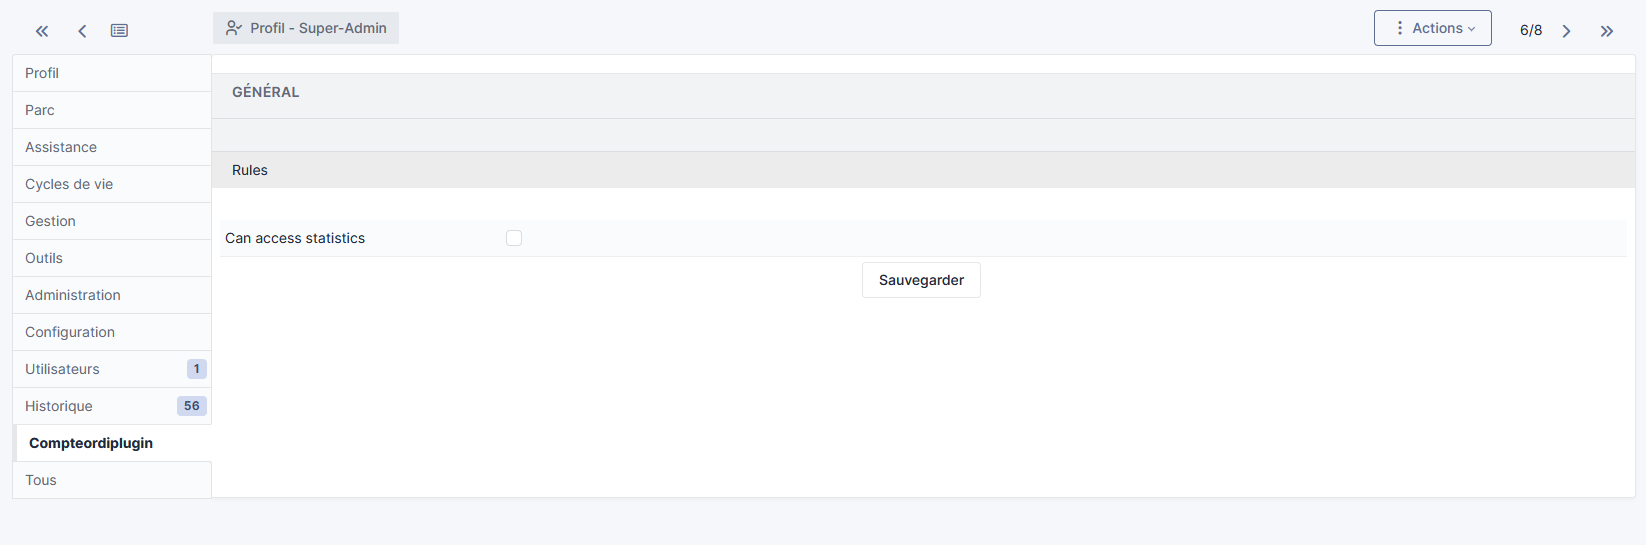 Profil - Super-Admin
Actions
6/8
Profil
Parc
Assistance
Cycles de vie
Gestion
Outils
Administration
Configuration
Utilisateurs 1
Historique 56
Compteordiplugin
Tous
GÉNÉRAL
Rules
Can access statistics
Sauvegarder